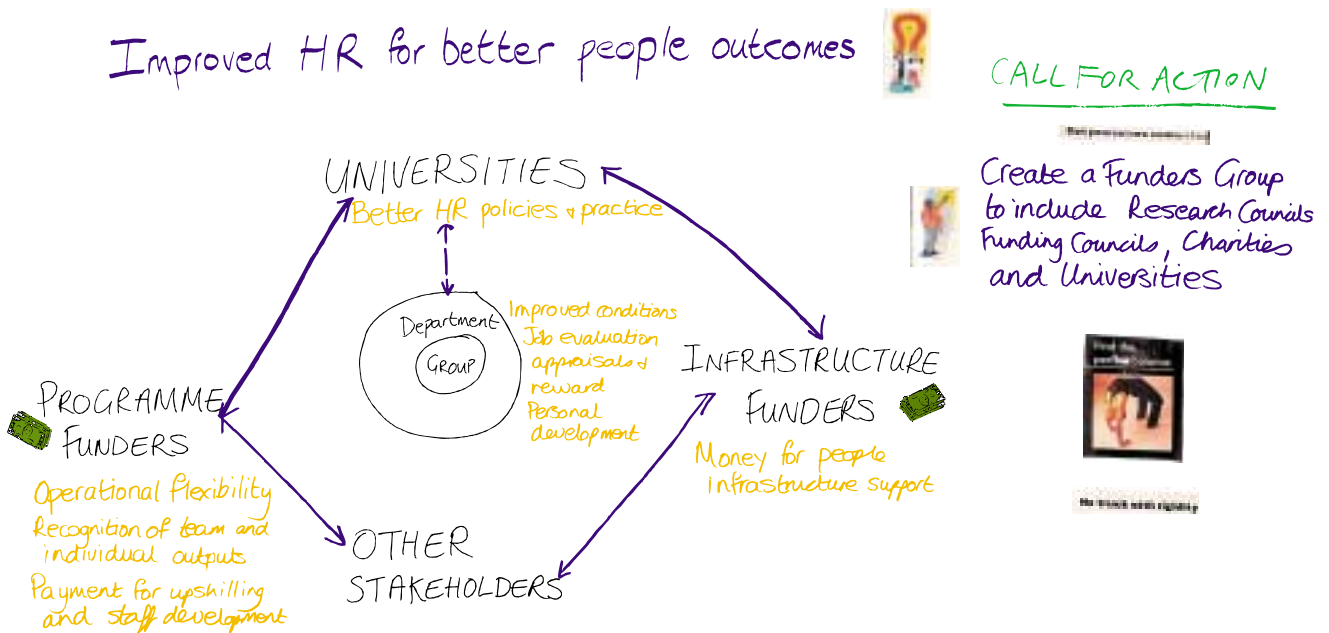 Improved HR for better people outcomes
CALL FOR ACTION
Create a Funders Group
to include Research Councils
Funding Councils, Charities
and Universities
UNIVERSITIES
Better HR policies & practice
Department
GROUP
Improved conditions
Job evaluation
appraisals &
reward
Personal
development
INFRASTRUCTURE
FUNDERS
Money for people
infrastructure support
PROGRAMME
FUNDERS
Operational flexibility
Recognition of team and
individual outputs
Payment for upskilling
and staff development
OTHER
STAKEHOLDERS